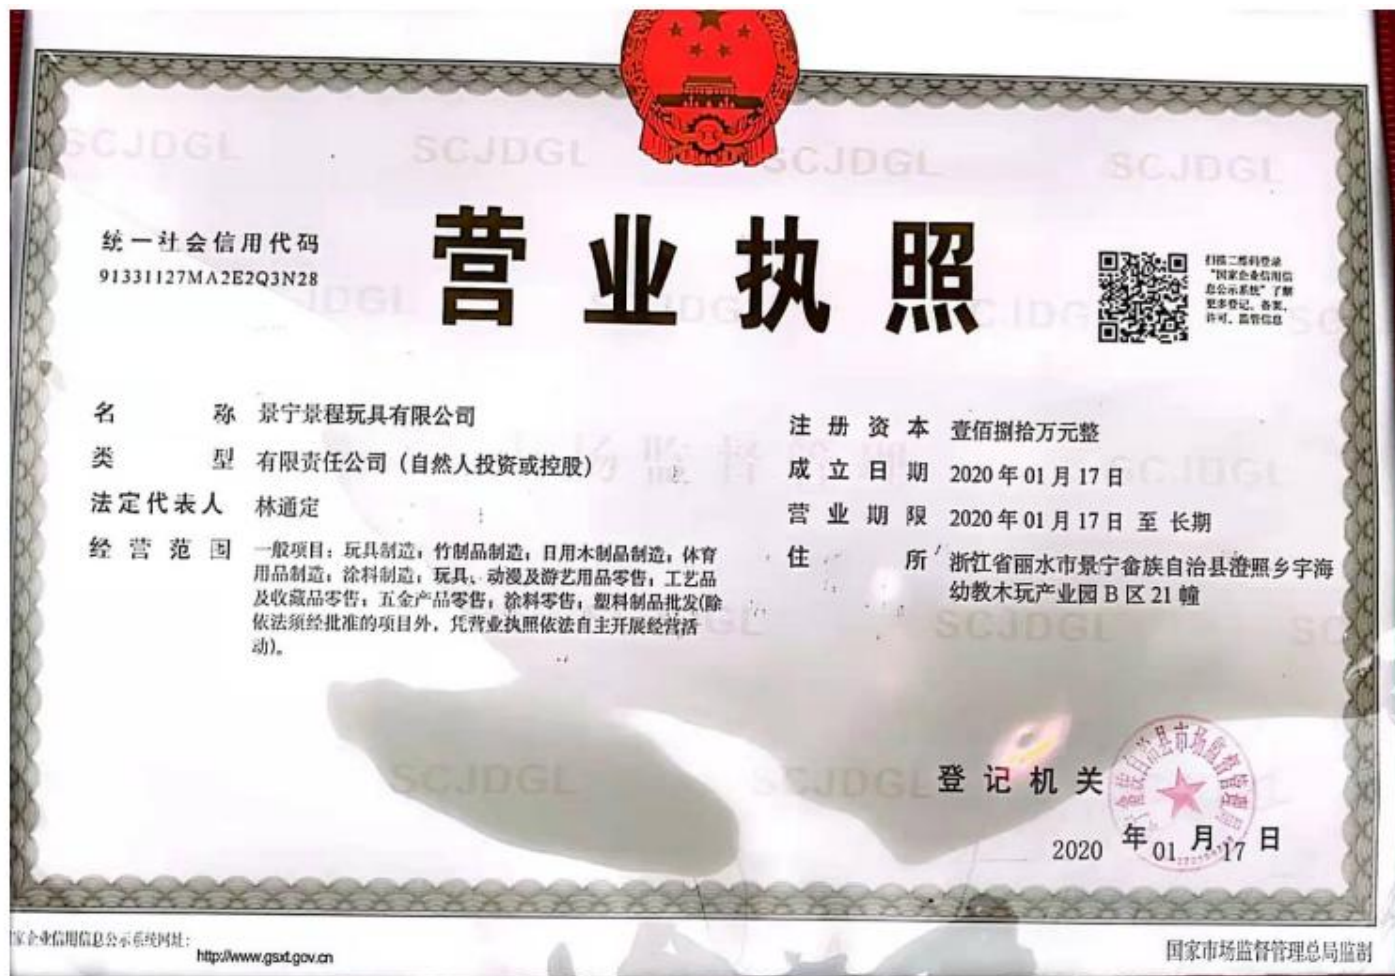 统一社会信用代码
91331127MA2E2Q3N28
营业执照
扫描二维码登录
“国家企业信用信
息公示系统”了解
更多登记、备案、
许可、监管信息
名称 景宁景程玩具有限公司
类型 有限责任公司（自然人投资或控股）
法定代表人 林通定
经营范围 一般项目：玩具制造；竹制品制造；日用木制品制造；体育
用品制造；涂料制造；玩具、动漫及游艺用品零售；工艺品
及收藏品零售；五金产品零售；涂料零售；塑料制品批发(除
依法须经批准的项目外，凭营业执照依法自主开展经营活
动)。
注册资本 壹佰捌拾万元整
成立日期 2020年01月17日
营业期限 2020年01月17日 至 长期
住所 浙江省丽水市景宁畲族自治县澄照乡宇海
幼教木玩产业园B区21幢
登记机关
2020 年 01 月 17 日
家企业信用信息公示系统网址：
http://www.gsxt.gov.cn
国家市场监督管理总局监制
SCJDGL SCJDGL SCJDGL SCJDGL